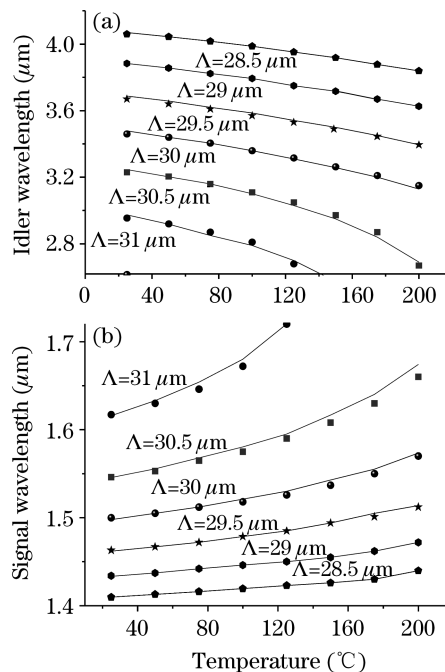 (a)
4.0
3.6
3.2
2.8
Idler wavelength (μm)
Λ=28.5 μm
Λ=29 μm
Λ=29.5 μm
Λ=30 μm
Λ=30.5 μm
Λ=31 μm
0 40 80 120 160 200
(b)
1.7
1.6
1.5
1.4
Signal wavelength (μm)
Λ=31 μm
Λ=30.5 μm
Λ=30 μm
Λ=29.5 μm
Λ=29 μm
Λ=28.5 μm
40 80 120 160 200
Temperature (℃)